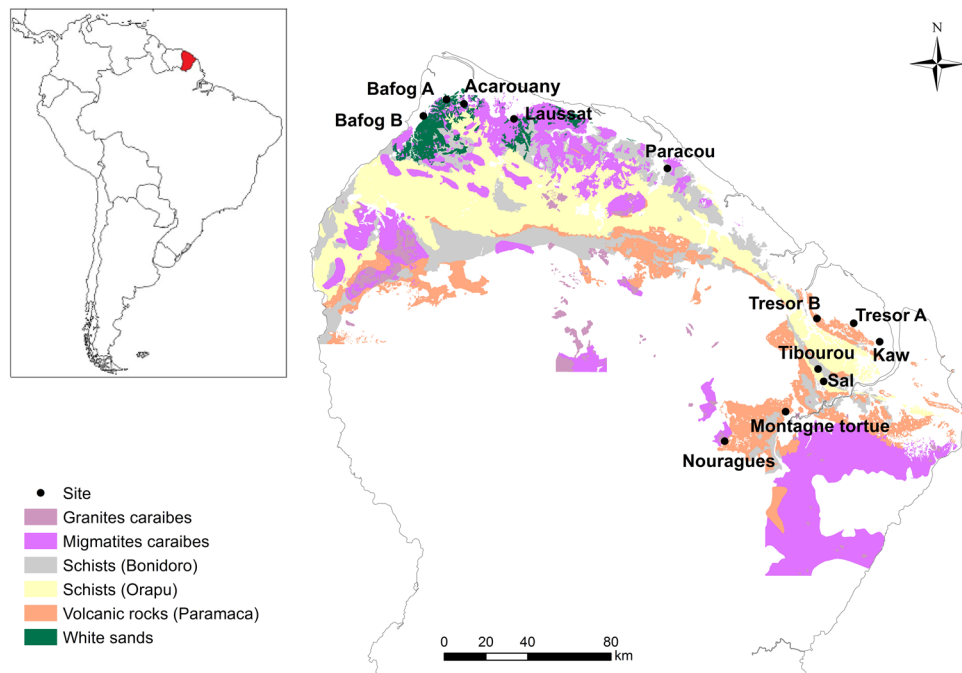 N
Bafog A
Acarouany
Bafog B
Laussat
Paracou
Tresor B
Tresor A
Kaw
Tibourou
Sal
Montagne tortue
Nouragues
Site
Granites caraibes
Migmatites caraibes
Schists (Bonidoro)
Schists (Orapu)
Volcanic rocks (Paramaca)
White sands
0 20 40 80
km